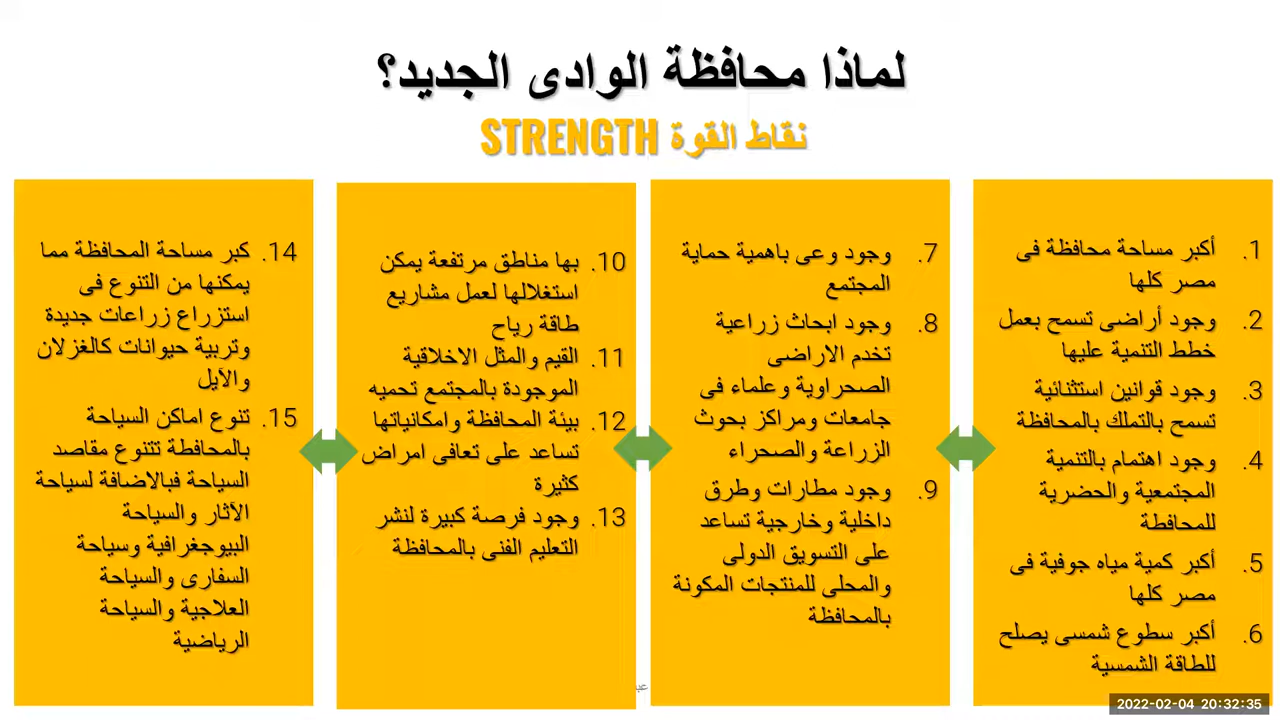 لماذا محافظة الوادى الجديد؟
نقاط القوة STRENGTH
1. أكبر مساحة محافظة فى
مصر كلها
2. وجود أراضى تسمح بعمل
خطط التنمية عليها
3. وجود قوانين استثنائية
تسمح بالتملك بالمحافظة
4. وجود اهتمام بالتنمية
المجتمعية والحضرية
للمحافطة
5. أكبر كمية مياه جوفية فى
مصر كلها
6. أكبر سطوع شمسى يصلح
للطاقة الشمسية
7. وجود وعى باهمية حماية
المجتمع
8. وجود ابحاث زراعية
تخدم الاراضى
الصحراوية وعلماء فى
جامعات ومراكز بحوث
الزراعة والصحراء
9. وجود مطارات وطرق
داخلية وخارجية تساعد
على التسويق الدولى
والمحلى للمنتجات المكونة
بالمحافظة
10. بها مناطق مرتفعة يمكن
استغلالها لعمل مشاريع
طاقة رياح
11. القيم والمثل الاخلاقية
الموجودة بالمجتمع تحميه
12. بيئة المحافظة وامكانياتها
تساعد على تعافى امراض
كثيرة
13. وجود فرصة كبيرة لنشر
التعليم الفنى بالمحافظة
14. كبر مساحة المحافظة مما
يمكنها من التنوع فى
استزراع زراعات جديدة
وتربية حيوانات كالغزلان
والآيل
15. تنوع اماكن السياحة
بالمحافطة تتنوع مقاصد
السياحة فبالاضافة لسياحة
الآثار والسياحة
البيوجغرافية وسياحة
السفارى والسياحة
العلاجية والسياحة
الرياضية
2022-02-04 20:32:35